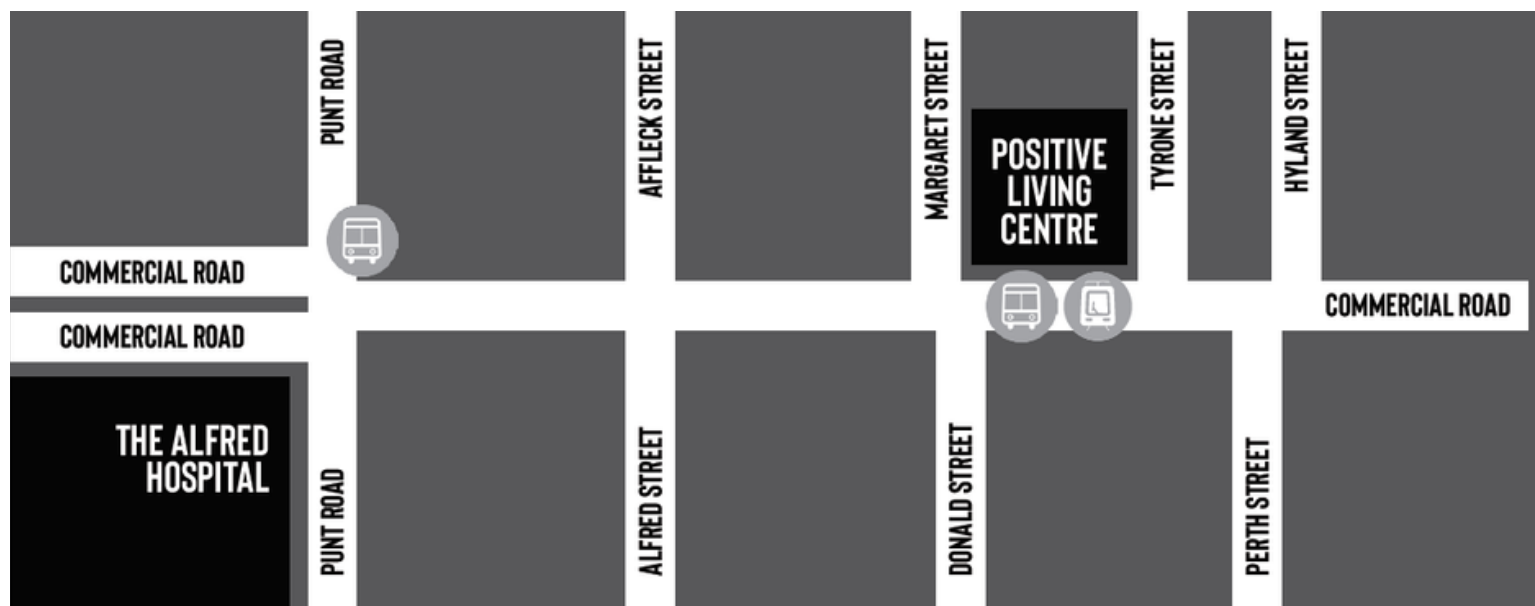 PUNT ROAD
AFFLECK STREET
MARGARET STREET
POSITIVE
LIVING
CENTRE
TYRONE STREET
HYLAND STREET
COMMERCIAL ROAD
COMMERCIAL ROAD
COMMERCIAL ROAD
THE ALFRED
HOSPITAL
PUNT ROAD
ALFRED STREET
DONALD STREET
PERTH STREET